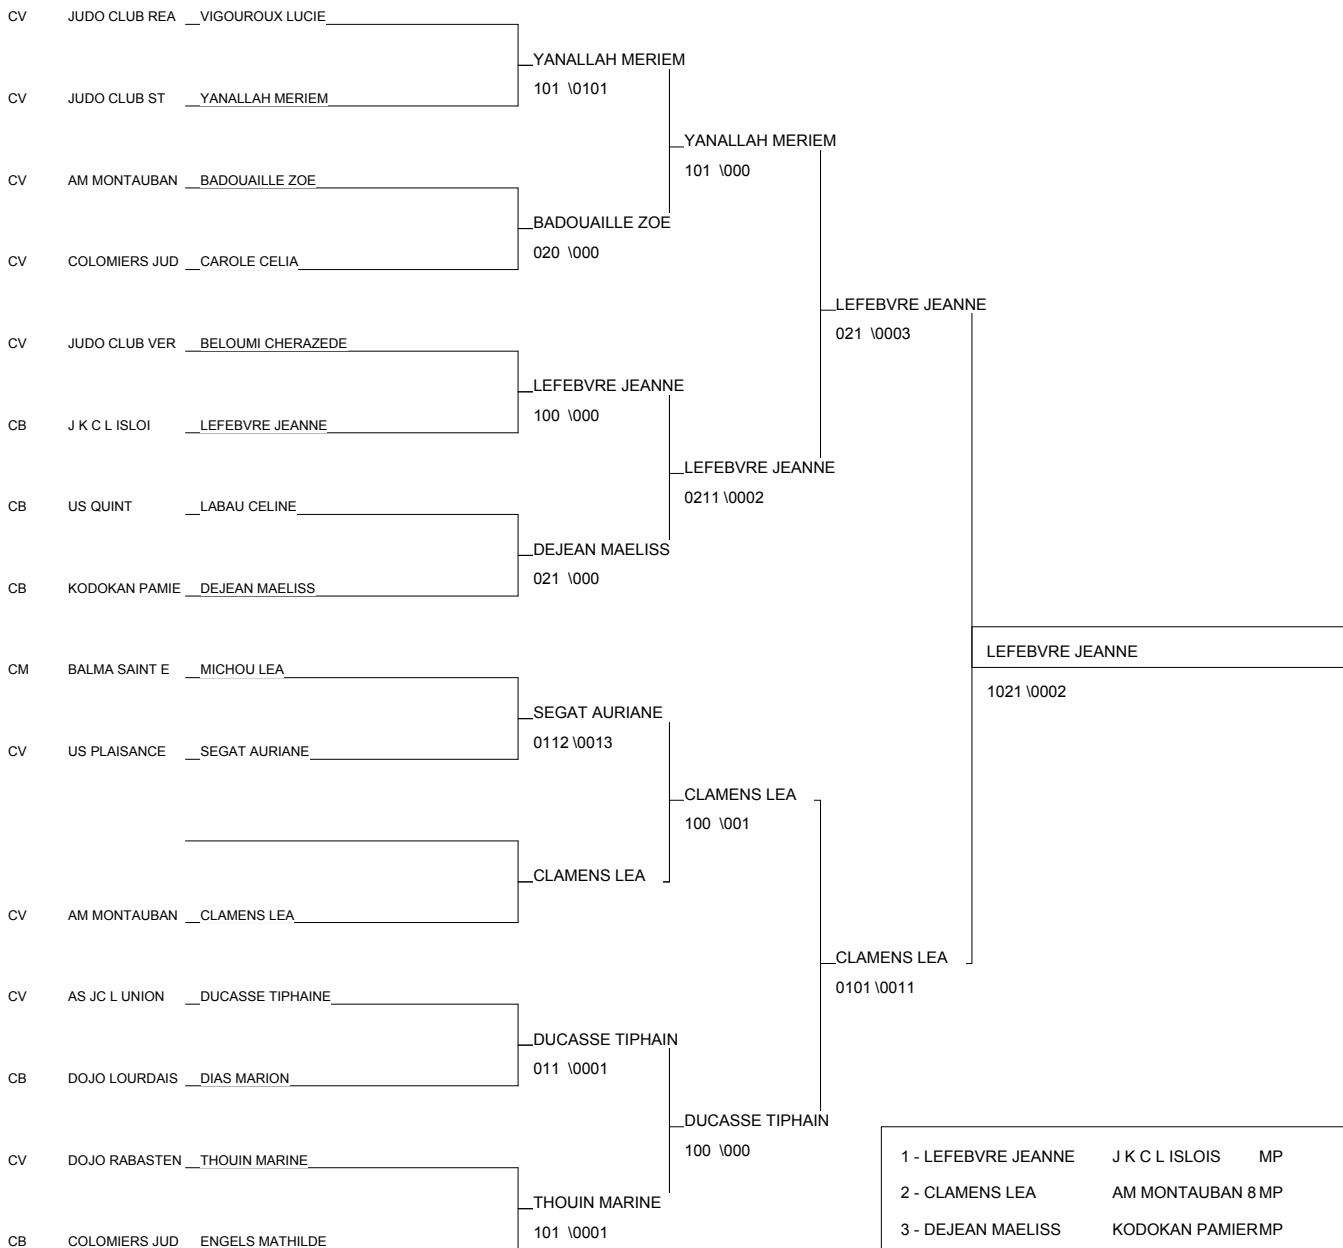 CV JUDO CLUB REA VIGOUROUX LUCIE
YANALLAH MERIEM
101 \0101
CV JUDO CLUB ST YANALLAH MERIEM
YANALLAH MERIEM
101 \000
CV AM MONTAUBAN BADOUAILLE ZOE
BADOUAILLE ZOE
020 \000
CV COLOMIERS JUD CAROLE CELIA
LEFEBVRE JEANNE
021 \0003
CV JUDO CLUB VER BELOUMI CHERAZEDE
LEFEBVRE JEANNE
100 \000
CB J K C L ISLOI LEFEBVRE JEANNE
LEFEBVRE JEANNE
0211 \0002
CB US QUINT LABAU CELINE
DEJEAN MAELISS
021 \000
CB KODOKAN PAMIE DEJEAN MAELISS
LEFEBVRE JEANNE
1021 \0002
CM BALMA SAINT E MICHOU LEA
SEGAT AURIANE
0112 \0013
CV US PLAISANCE SEGAT AURIANE
CLAMENS LEA
100 \001
CLAMENS LEA
CV AM MONTAUBAN CLAMENS LEA
CLAMENS LEA
0101 \0011
CV AS JC L UNION DUCASSE TIPHAINE
DUCASSE TIPHAIN
011 \0001
CB DOJO LOURDAIS DIAS MARION
DUCASSE TIPHAIN
100 \000
CV DOJO RABASTEN THOUIN MARINE
THOUIN MARINE
101 \0001
CB COLOMIERS JUD ENGELS MATHILDE
1 - LEFEBVRE JEANNE J K C L ISLOIS MP
2 - CLAMENS LEA AM MONTAUBAN 8 MP
3 - DEJEAN MAELISS KODOKAN PAMIERMP